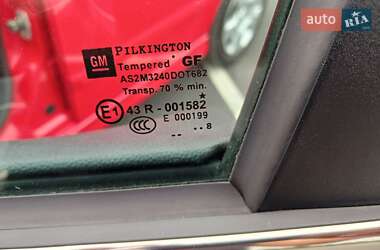 auto RIA
GM PILKINGTON
Tempered GF
AS2M3240DOT682
Transp. 70 % min.
E1 43 R - 001582
CCC E 000199
-- .. 8